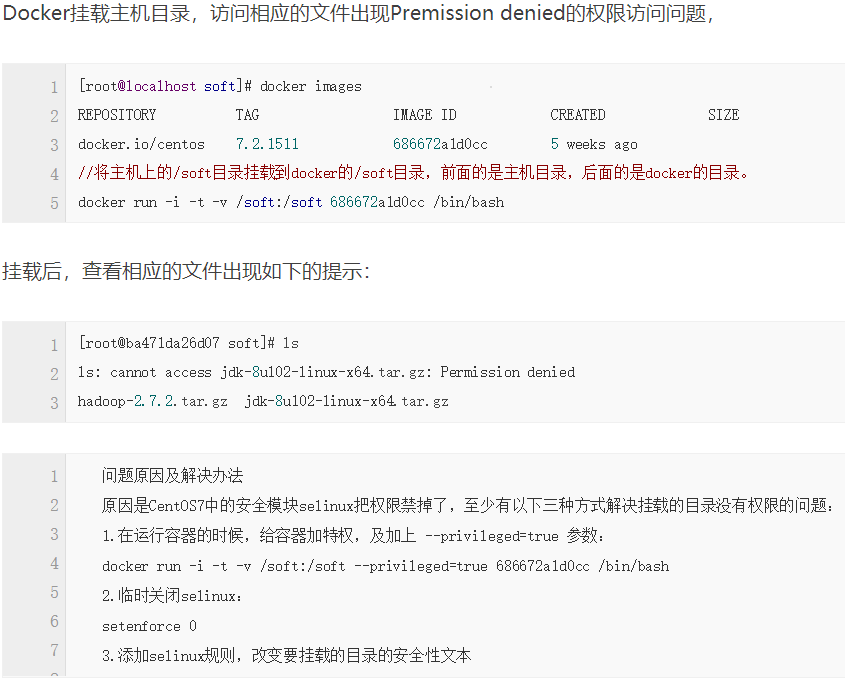 Docker挂载主机目录，访问相应的文件出现Premission denied的权限访问问题，
1 [root@localhost soft]# docker images
2 REPOSITORY TAG IMAGE ID CREATED SIZE
3 docker.io/centos 7.2.1511 686672a1d0cc 5 weeks ago
4 //将主机上的/soft目录挂载到docker的/soft目录，前面的是主机目录，后面的是docker的目录。
5 docker run -i -t -v /soft:/soft 686672a1d0cc /bin/bash
挂载后，查看相应的文件出现如下的提示：
1 [root@ba471da26d07 soft]# ls
2 ls: cannot access jdk-8u102-linux-x64.tar.gz: Permission denied
3 hadoop-2.7.2.tar.gz jdk-8u102-linux-x64.tar.gz
1 问题原因及解决办法
2 原因是CentOS7中的安全模块selinux把权限禁掉了，至少有以下三种方式解决挂载的目录没有权限的问题：
3 1.在运行容器的时候，给容器加特权，及加上 --privileged=true 参数：
4 docker run -i -t -v /soft:/soft --privileged=true 686672a1d0cc /bin/bash
5 2.临时关闭selinux：
6 setenforce 0
7 3.添加selinux规则，改变要挂载的目录的安全性文本